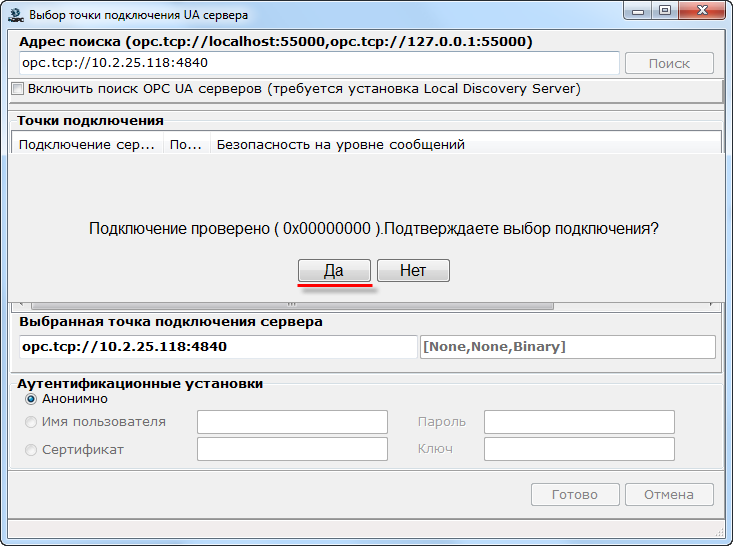 Выбор точки подключения UA сервера
Адрес поиска (opc.tcp://localhost:55000,opc.tcp://127.0.0.1:55000)
opc.tcp://10.2.25.118:4840
Поиск
Включить поиск OPC UA серверов (требуется установка Local Discovery Server)
Точки подключения
Подключение сер... По... Безопасность на уровне сообщений
Подключение проверено ( 0x00000000 ).Подтверждаете выбор подключения?
Да Нет
Выбранная точка подключения сервера
opc.tcp://10.2.25.118:4840 [None,None,Binary]
Аутентификационные установки
Анонимно
Имя пользователя Пароль
Сертификат Ключ
Готово Отмена